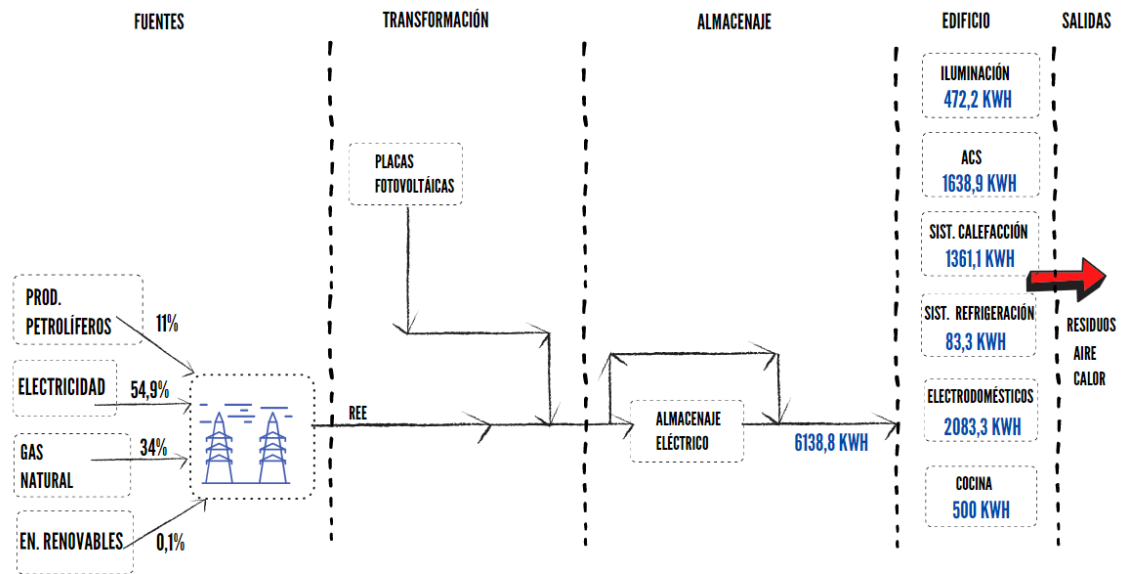 FUENTES
TRANSFORMACIÓN
ALMACENAJE
EDIFICIO
SALIDAS
PROD.
PETROLÍFEROS
11%
ELECTRICIDAD
54,9%
GAS
NATURAL
34%
EN. RENOVABLES
0,1%
REE
PLACAS
FOTOVOLTÁICAS
ALMACENAJE
ELÉCTRICO
6138,8 KWH
ILUMINACIÓN
472,2 KWH
ACS
1638,9 KWH
SIST. CALEFACCIÓN
1361,1 KWH
SIST. REFRIGERACIÓN
83,3 KWH
ELECTRODOMÉSTICOS
2083,3 KWH
COCINA
500 KWH
RESIDUOS
AIRE
CALOR